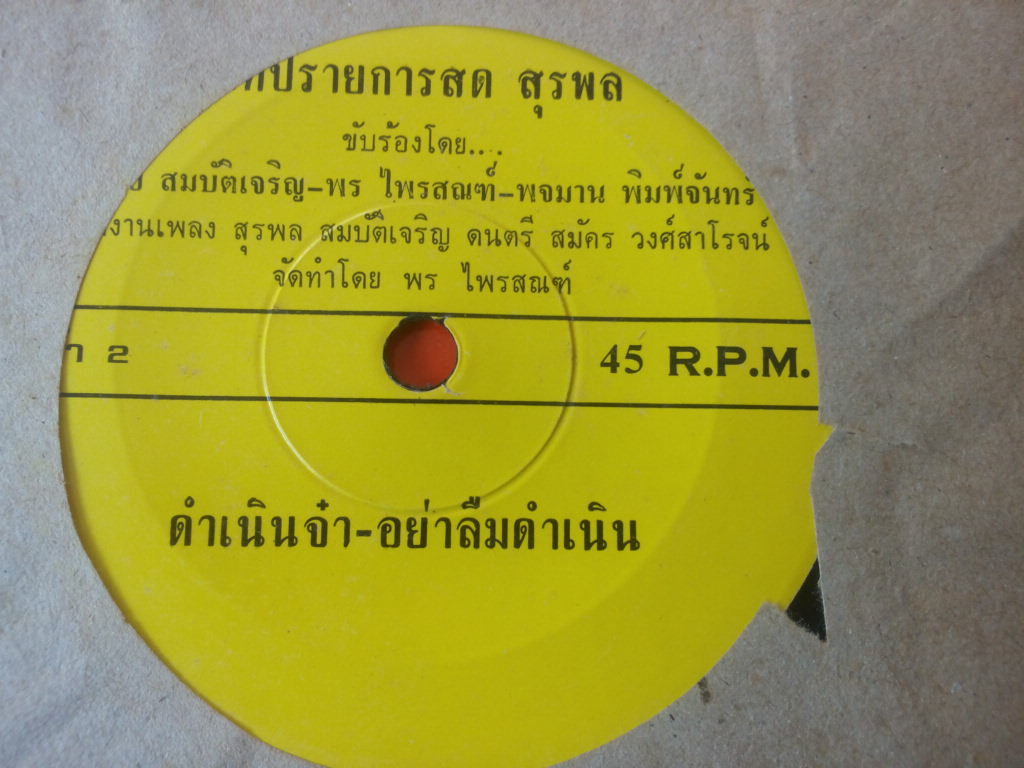 ปรายการสด สุรพล
ขับร้องโดย....
สมบัติเจริญ-พร ไพรสณฑ์-พจมาน พิมพ์จันทร์
งานเพลง สุรพล สมบัติเจริญ ดนตรี สมัคร วงศ์สาโรจน์
จัดทำโดย พร ไพรสณฑ์
2 45 R.P.M.
ดำเนินจ๋า-อย่าลืมดำเนิน